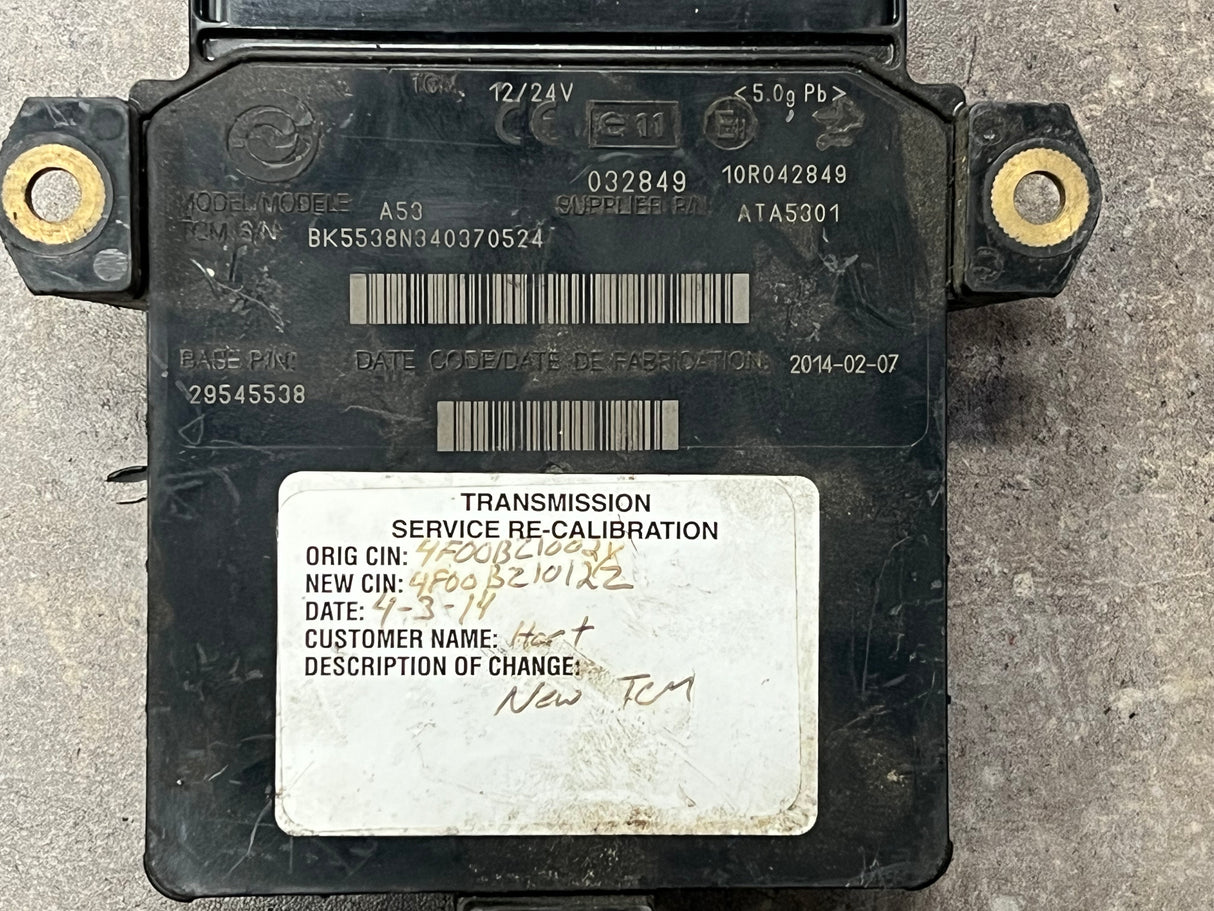 TCM 12/24V <5.0g Pb>
CE e11 E
032849 10R042849
MODEL/MODELE A53 SUPPLIER P/N ATA5301
TCM S/N BK5538N340370524
BASE P/N: DATE CODE/DATE DE FABRICATION: 2014-02-07
29545538
TRANSMISSION
SERVICE RE-CALIBRATION
ORIG CIN:
NEW CIN: 4F00BZ10122
DATE: 4-3-14
CUSTOMER NAME: Hart
DESCRIPTION OF CHANGE:
New TCM